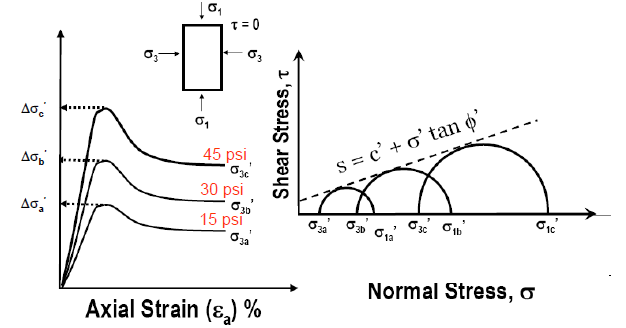 σ₁
τ = 0
σ₃
σ₃
σ₁
Δσc´
Δσb´
Δσa´
45 psi
σ₃c’
30 psi
σ₃b’
15 psi
σ₃a’
Axial Strain (εa) %
Shear Stress, τ
s = c’ + σ’ tan ϕ’
σ₃a’ σ₃b’ σ₁a’ σ₃c’ σ₁b’ σ₁c’
Normal Stress, σ